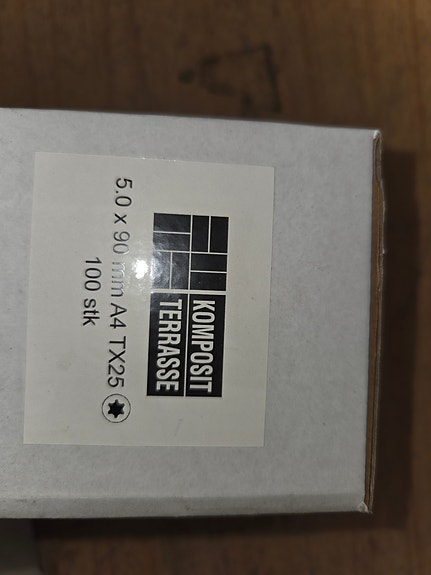 KOMPOSIT
TERRASSE
5.0 x 90 mm A4 TX25
100 stk